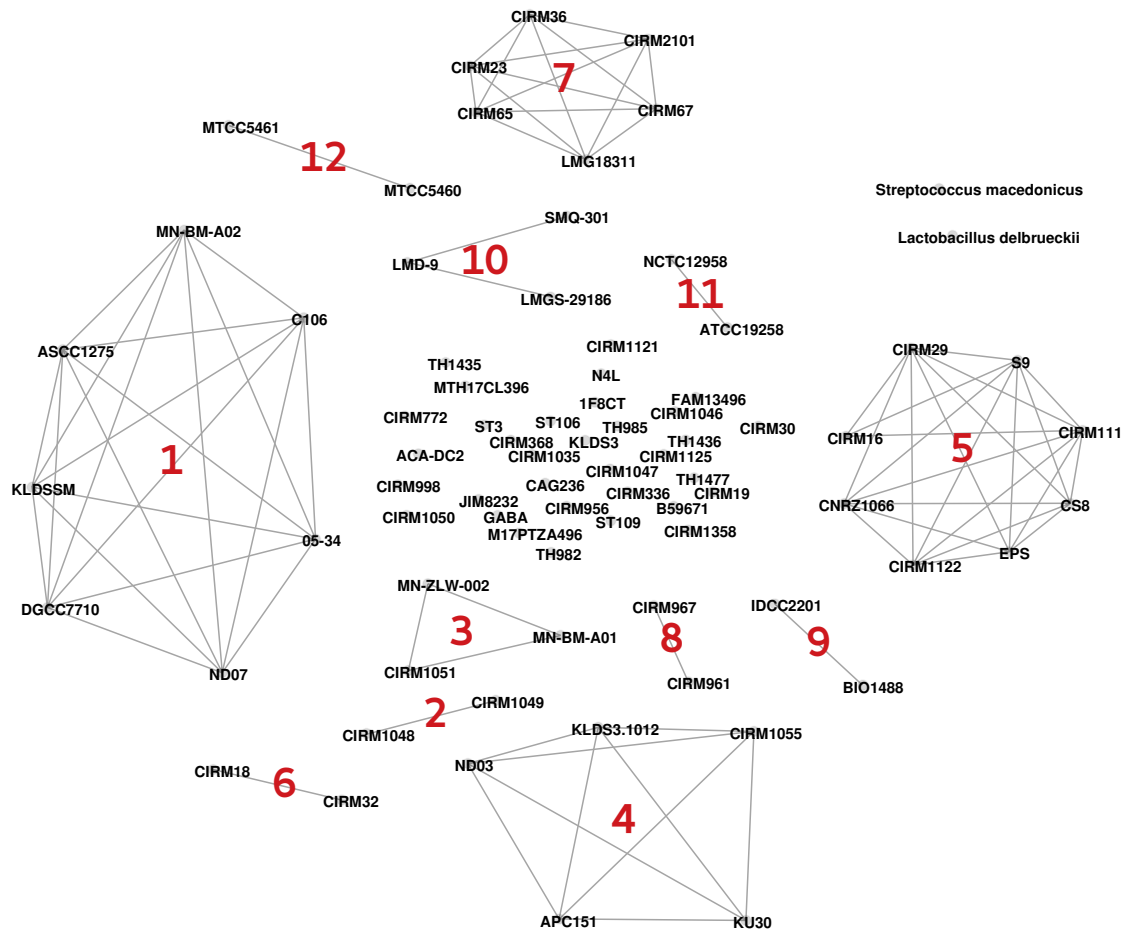 CIRM36
CIRM2101
CIRM23
7
CIRM65
CIRM67
MTCC5461
12
LMG18311
MTCC5460
Streptococcus macedonicus
SMQ-301
MN-BM-A02
Lactobacillus delbrueckii
LMD-9
10
NCTC12958
LMGS-29186
11
C106
ATCC19258
ASCC1275
CIRM1121
CIRM29
S9
TH1435
N4L
MTH17CL396
1F8CT
FAM13496
CIRM772
CIRM1046
ST3
ST106
TH985
CIRM30
CIRM111
CIRM16
CIRM368
KLDS3
TH1436
5
1
ACA-DC2
CIRM1035
CIRM1125
CIRM1047
TH1477
KLDSSM
CIRM998
CAG236
CIRM336
CIRM19
JIM8232
CIRM956
B59671
CNRZ1066
CS8
CIRM1050
GABA
ST109
M17PTZA496
CIRM1358
05-34
TH982
EPS
CIRM1122
MN-ZLW-002
DGCC7710
CIRM967
IDCC2201
3
MN-BM-A01
8
9
ND07
CIRM1051
CIRM961
BIO1488
CIRM1049
2
CIRM1048
KLDS3.1012
CIRM1055
ND03
CIRM18
6
CIRM32
4
APC151
KU30